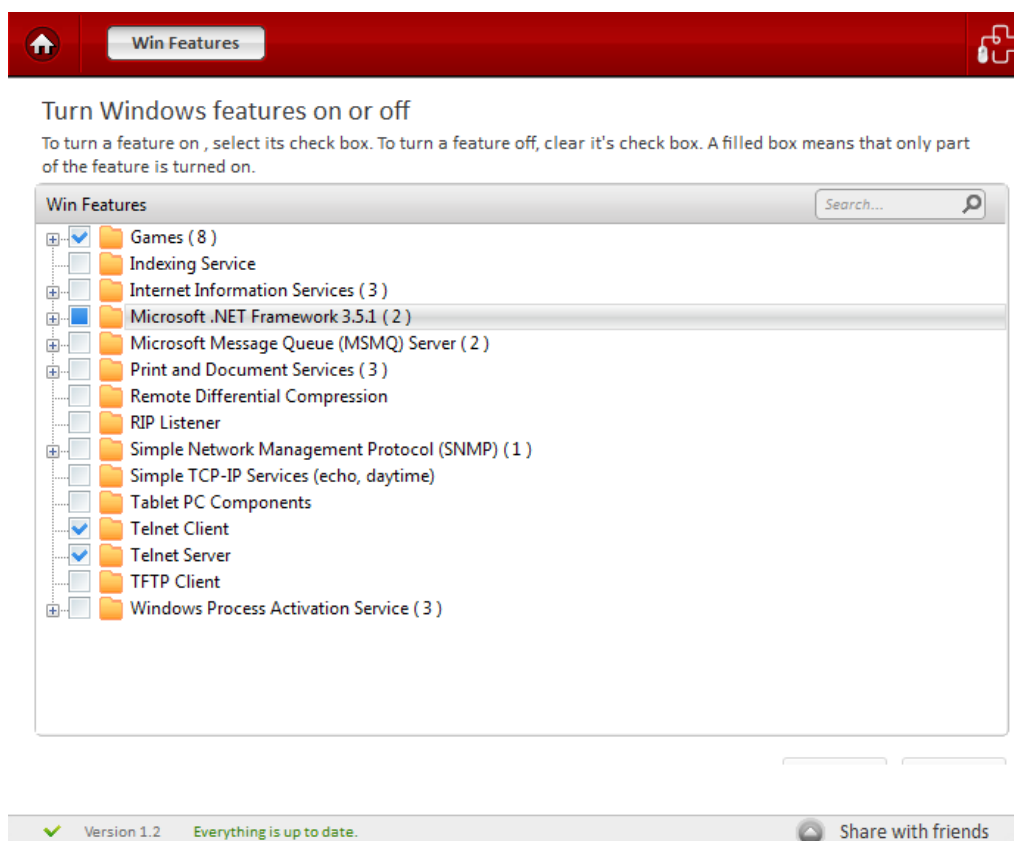 Win Features
Turn Windows features on or off
To turn a feature on , select its check box. To turn a feature off, clear it's check box. A filled box means that only part
of the feature is turned on.
Win Features
Search...
Games ( 8 )
Indexing Service
Internet Information Services ( 3 )
Microsoft .NET Framework 3.5.1 ( 2 )
Microsoft Message Queue (MSMQ) Server ( 2 )
Print and Document Services ( 3 )
Remote Differential Compression
RIP Listener
Simple Network Management Protocol (SNMP) ( 1 )
Simple TCP-IP Services (echo, daytime)
Tablet PC Components
Telnet Client
Telnet Server
TFTP Client
Windows Process Activation Service ( 3 )
Version 1.2 Everything is up to date. Share with friends